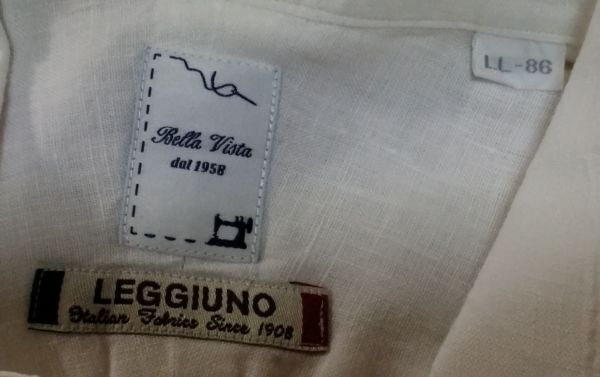 LL-86
Bella Vista
dal 1958
LEGGIUNO
Italian Fabrics Since 1908